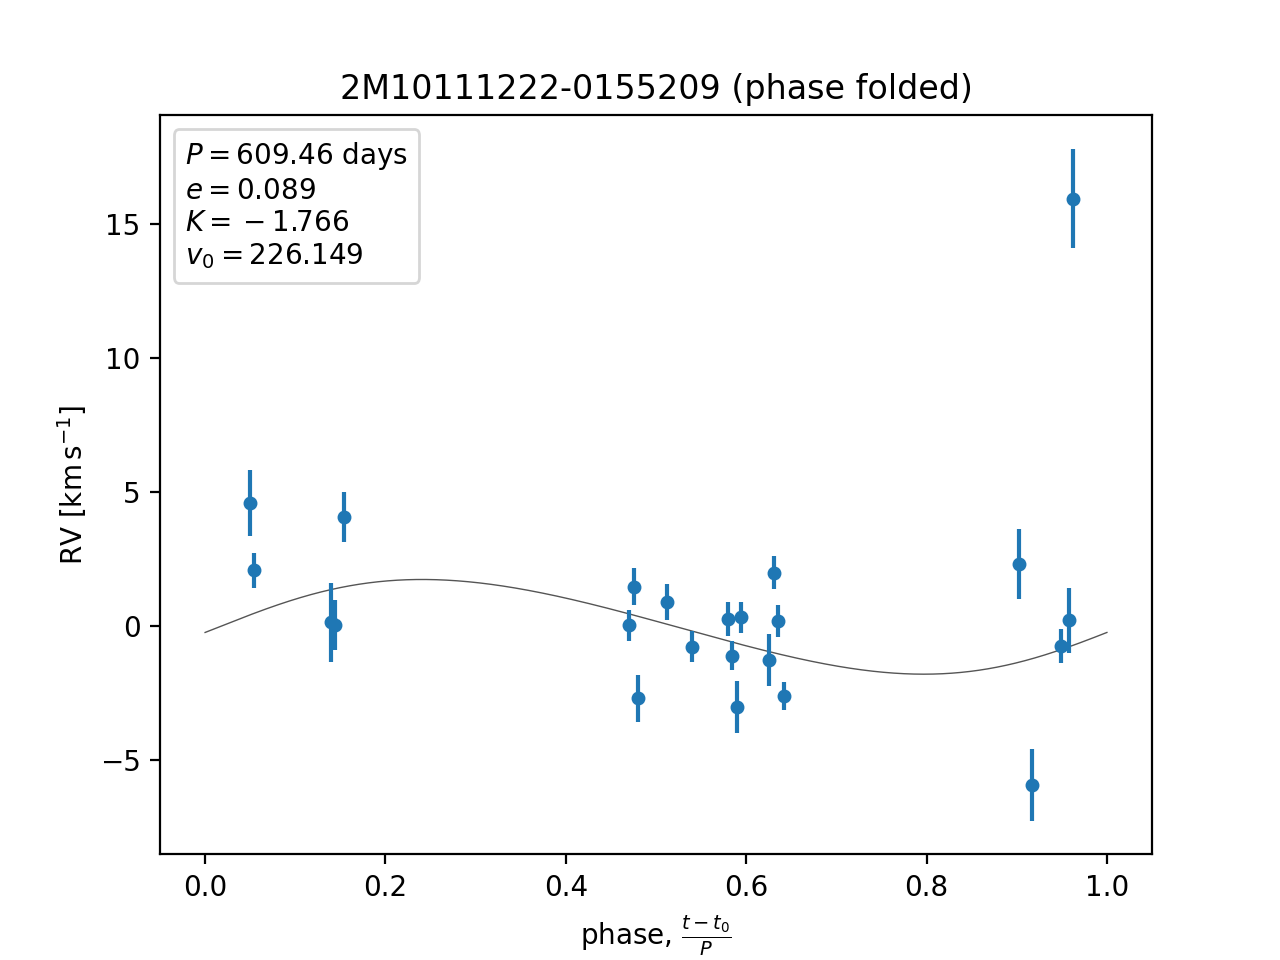 2M10111222-0155209 (phase folded)
P = 609.46 days
e = 0.089
K = −1.766
v₀ = 226.149
15
10
5
0
−5
RV [km s⁻¹]
0.0 0.2 0.4 0.6 0.8 1.0
phase, (t − t₀)/P